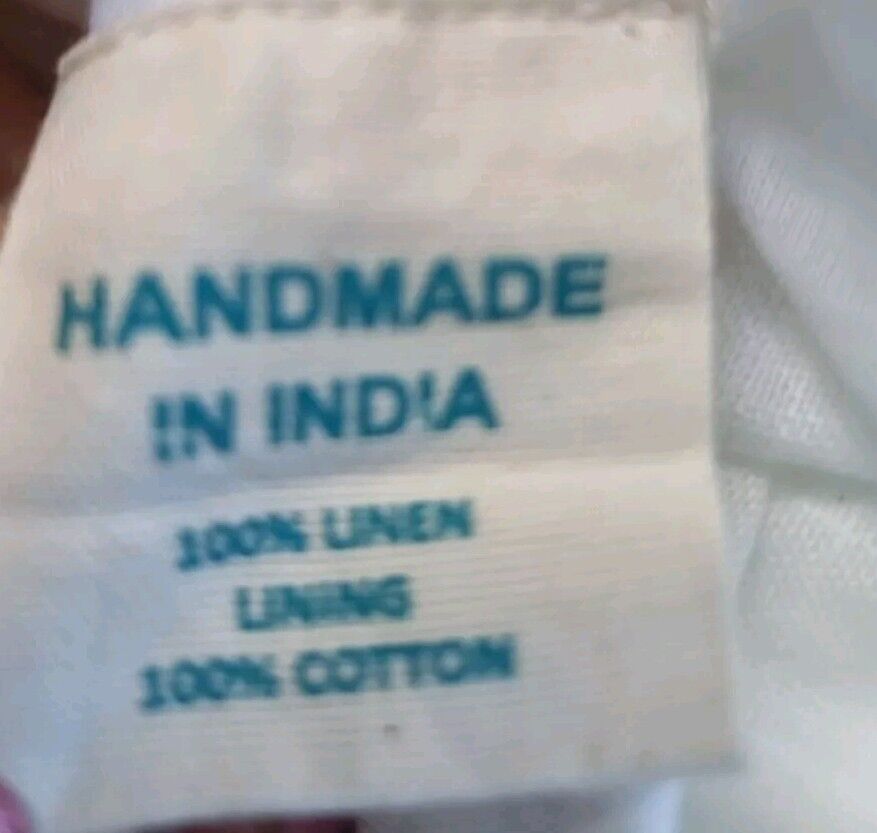 HANDMADE
IN INDIA
100% LINEN
LINING
100% COTTON